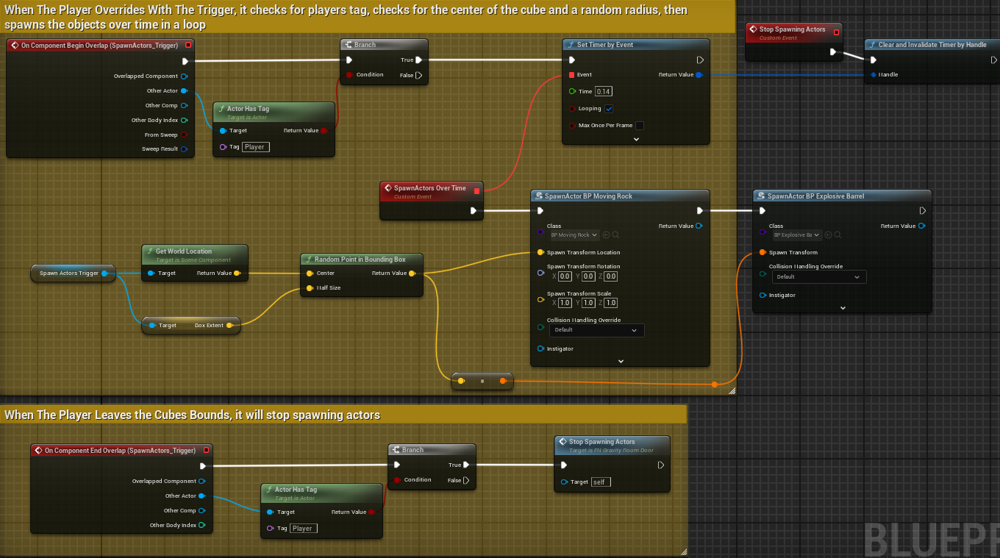 When The Player Overrides With The Trigger, it checks for players tag, checks for the center of the cube and a random radius, then
spawns the objects over time in a loop
On Component Begin Overlap (SpawnActors_Trigger)
Overlapped Component
Other Actor
Other Comp
Other Body Index
From Sweep
Sweep Result
Actor Has Tag
Target is Actor
Target Return Value
Tag Player
Branch
True
Condition False
Set Timer by Event
Event Return Value
Time 0.14
Looping
Max Once Per Frame
Stop Spawning Actors
Custom Event
Clear and Invalidate Timer by Handle
Handle
SpawnActors Over Time
Custom Event
Spawn Actors Trigger
Get World Location
Target is Scene Component
Target Return Value
Target Box Extent
Random Point in Bounding Box
Center Return Value
Half Size
SpawnActor BP Moving Rock
Class Return Value
BP Moving Rock
Spawn Transform Location
Spawn Transform Rotation
X 0.0 Y 0.0 Z 0.0
Spawn Transform Scale
X 1.0 Y 1.0 Z 1.0
Collision Handling Override
Default
Instigator
SpawnActor BP Explosive Barrel
Class Return Value
BP Explosive Ba
Spawn Transform
Collision Handling Override
Default
Instigator
When The Player Leaves the Cubes Bounds, it will stop spawning actors
On Component End Overlap (SpawnActors_Trigger)
Overlapped Component
Other Actor
Other Comp
Other Body Index
Actor Has Tag
Target is Actor
Target Return Value
Tag Player
Branch
True
Condition False
Stop Spawning Actors
Target is FN Gravity Room Door
Target self
BLUEPR